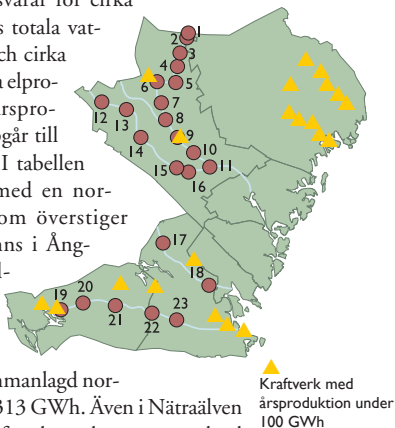 svarar för cirka
s totala vat-
ch cirka
elpro-
årspro-
går till
I tabellen
med en nor-
om överstiger
ns i Ång-
l-
1
2
3
4
5
6
7
8
9
10
11
12
13
14
15
16
17
18
19
20
21
22
23
nmanlagd nor-
313 GWh. Även i Nätraälven
Kraftverk med
årsproduktion under
100 GWh